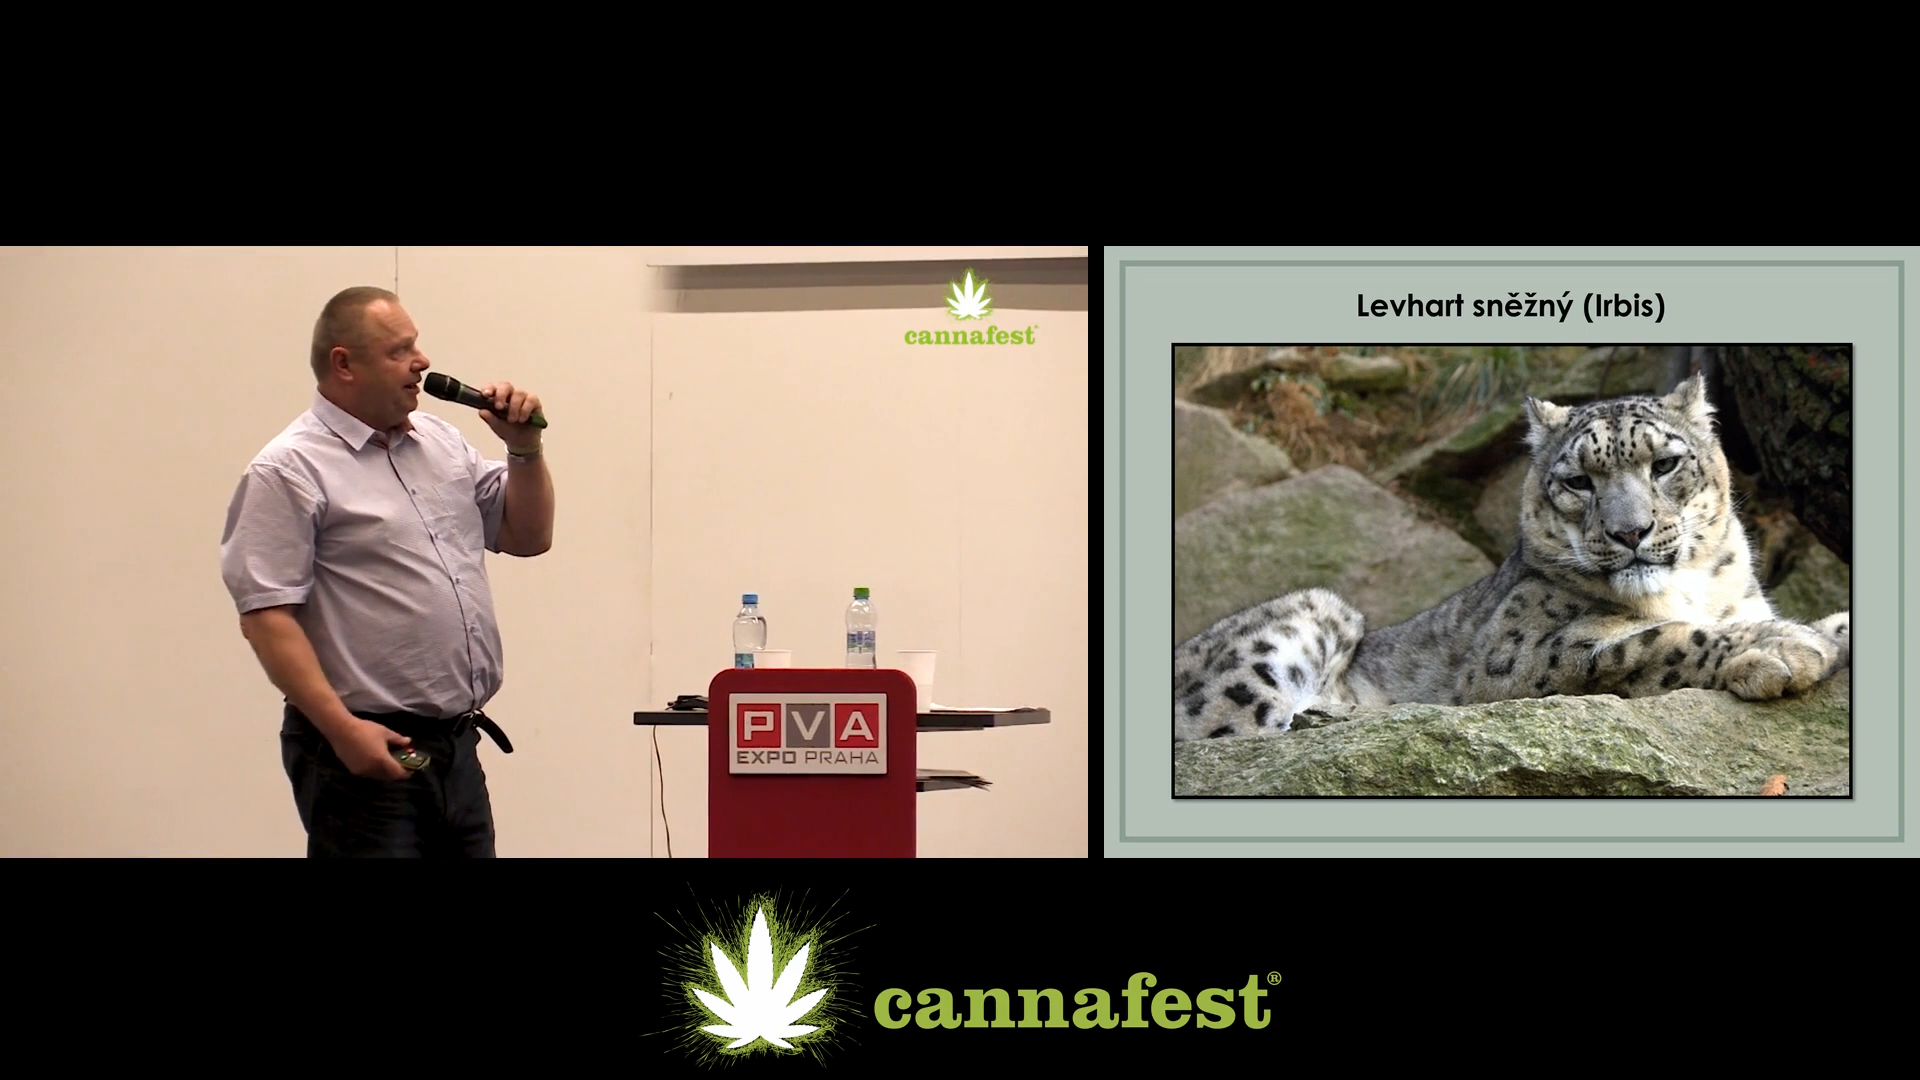 cannafest
Levhart sněžný (Irbis)
PVA
EXPO PRAHA
cannafest®